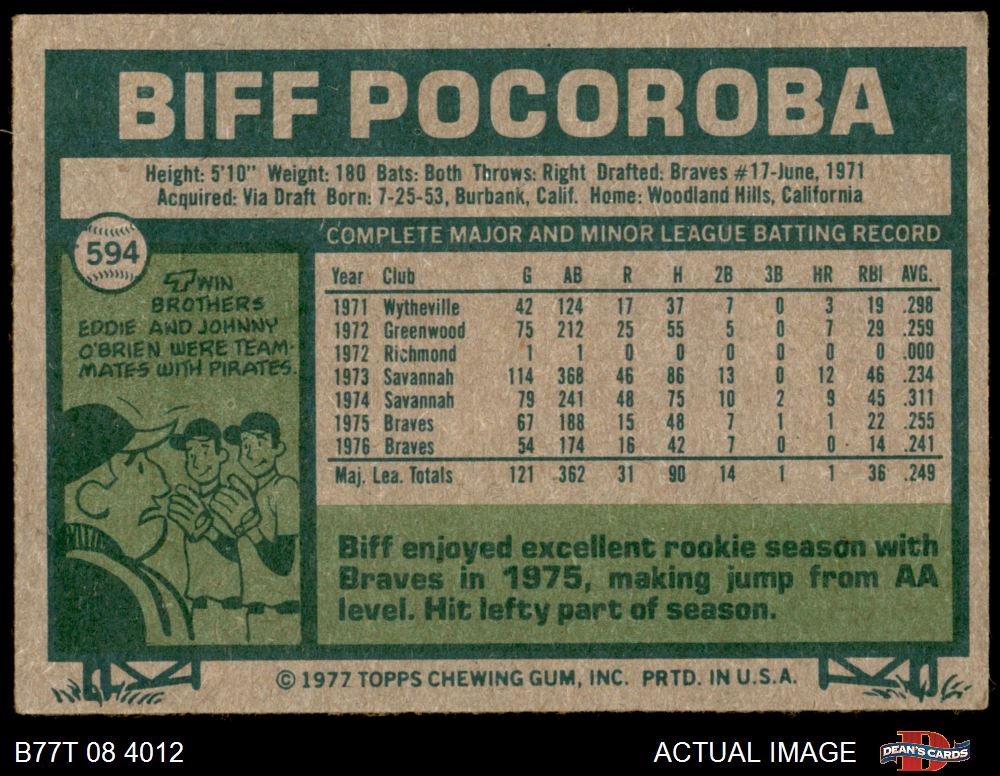 BIFF POCOROBA
Height: 5'10" Weight: 180 Bats: Both Throws: Right Drafted: Braves #17-June, 1971
Acquired: Via Draft Born: 7-25-53, Burbank, Calif. Home: Woodland Hills, California
594
TWIN
BROTHERS
EDDIE AND JOHNNY
O'BRIEN WERE TEAM-
MATES WITH PIRATES.
COMPLETE MAJOR AND MINOR LEAGUE BATTING RECORD
Year Club G AB R H 2B 3B HR RBI AVG.
1971 Wytheville 42 124 17 37 7 0 3 19 .298
1972 Greenwood 75 212 25 55 5 0 7 29 .259
1972 Richmond 1 1 0 0 0 0 0 0 .000
1973 Savannah 114 368 46 86 13 0 12 46 .234
1974 Savannah 79 241 48 75 10 2 9 45 .311
1975 Braves 67 188 15 48 7 1 1 22 .255
1976 Braves 54 174 16 42 7 0 0 14 .241
Maj. Lea. Totals 121 362 31 90 14 1 1 36 .249
Biff enjoyed excellent rookie season with
Braves in 1975, making jump from AA
level. Hit lefty part of season.
© 1977 TOPPS CHEWING GUM, INC. PRTD. IN U.S.A.
B77T 08 4012
ACTUAL IMAGE
D
DEAN'S CARDS